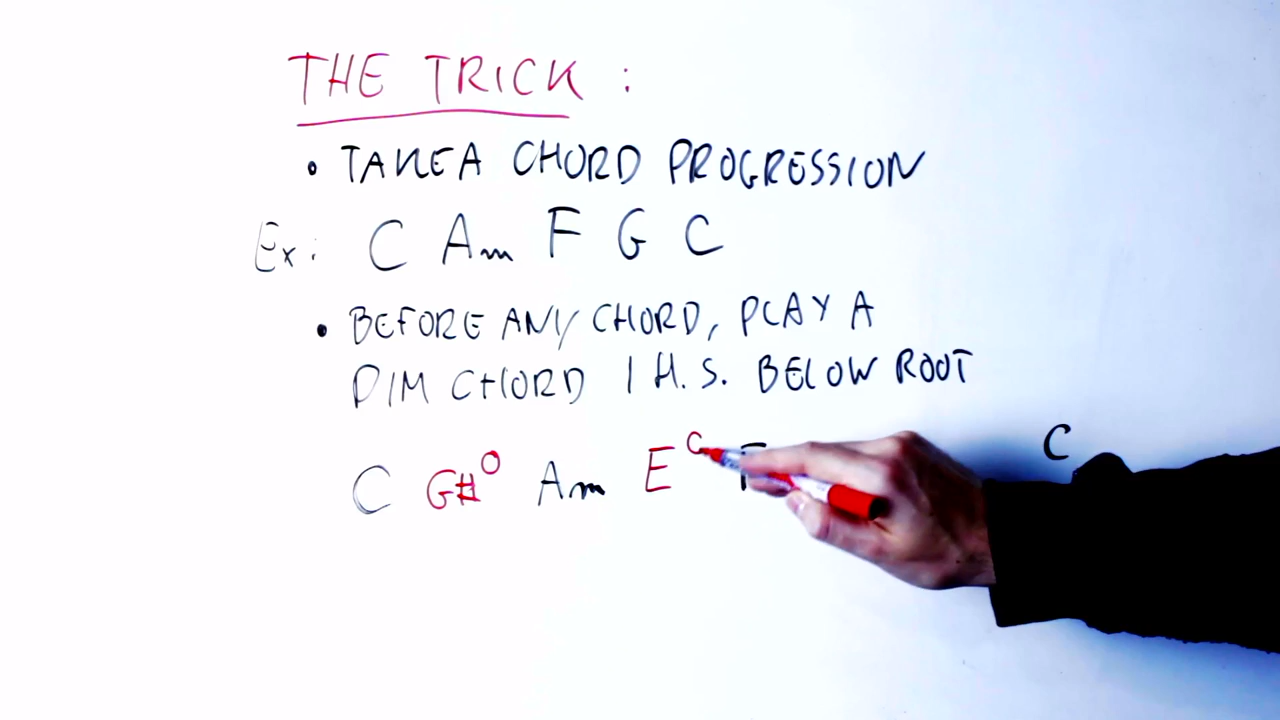 THE TRICK :
• TAKE A CHORD PROGRESSION
Ex: C Am F G C
• BEFORE ANY CHORD, PLAY A
DIM CHORD 1 H.S. BELOW ROOT
C G#° Am E F C